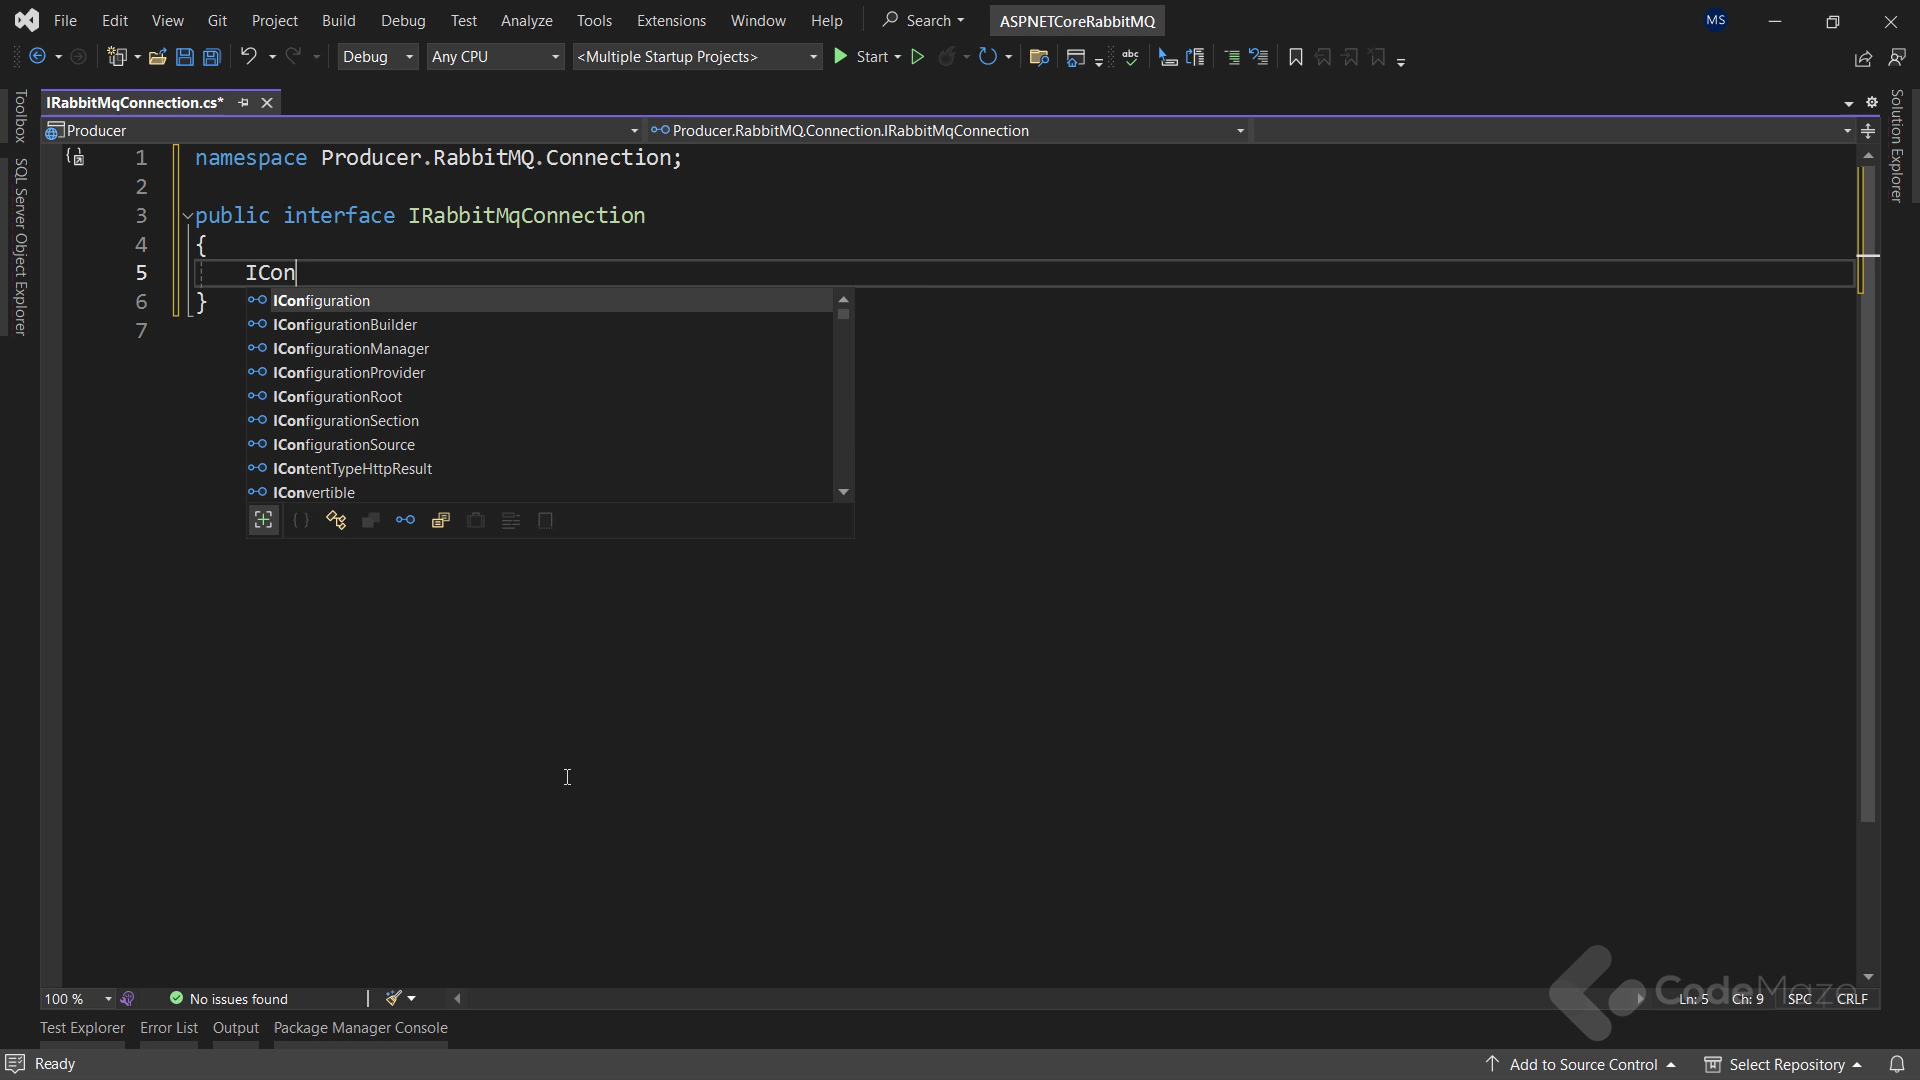 File Edit View Git Project Build Debug Test Analyze Tools Extensions Window Help Search ASPNETCoreRabbitMQ MS
Debug Any CPU <Multiple Startup Projects> Start abc
Toolbox
SQL Server Object Explorer
Solution Explorer
IRabbitMqConnection.cs*
Producer Producer.RabbitMQ.Connection.IRabbitMqConnection
1 namespace Producer.RabbitMQ.Connection;
2
3 public interface IRabbitMqConnection
4 {
5 ICon
6 }
7
IConfiguration
IConfigurationBuilder
IConfigurationManager
IConfigurationProvider
IConfigurationRoot
IConfigurationSection
IConfigurationSource
IContentTypeHttpResult
IConvertible
CodeMaze
100 % No issues found Ln: 5 Ch: 9 SPC CRLF
Test Explorer Error List Output Package Manager Console
Ready Add to Source Control Select Repository